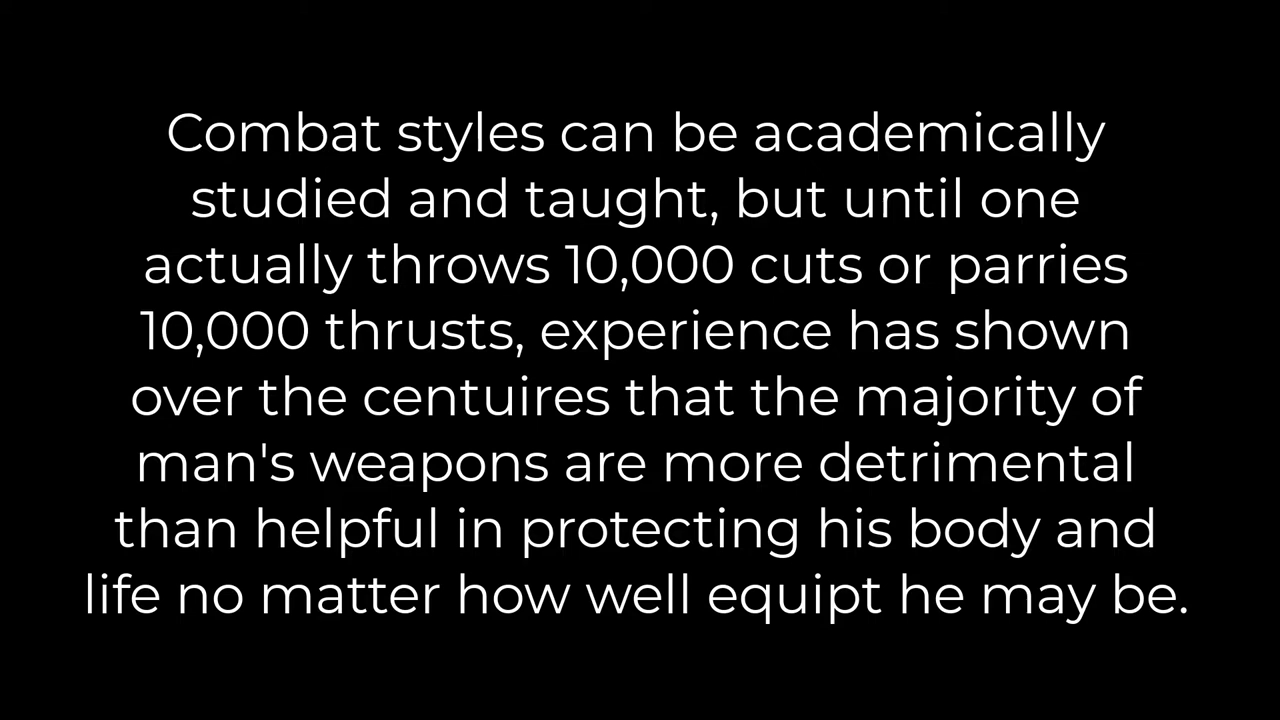 Combat styles can be academically
studied and taught, but until one
actually throws 10,000 cuts or parries
10,000 thrusts, experience has shown
over the centuires that the majority of
man's weapons are more detrimental
than helpful in protecting his body and
life no matter how well equipt he may be.